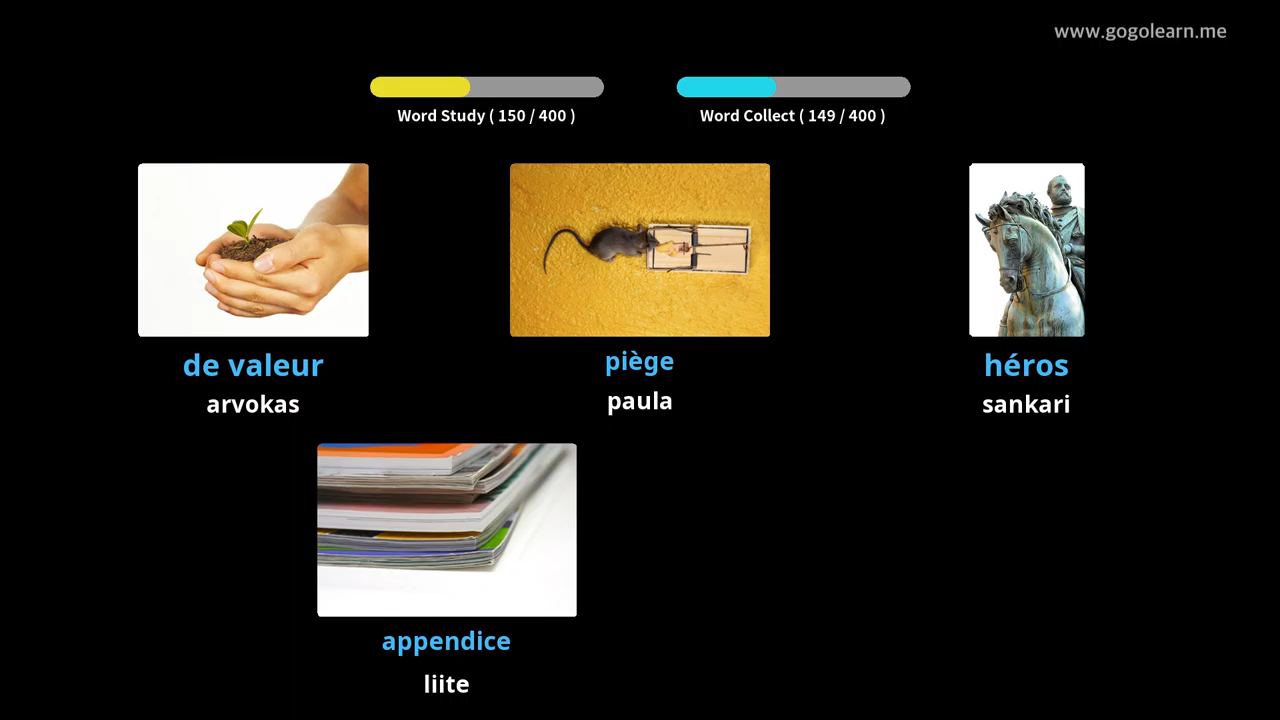 www.gogolearn.me
Word Study ( 150 / 400 )
Word Collect ( 149 / 400 )
de valeur
arvokas
piège
paula
héros
sankari
appendice
liite